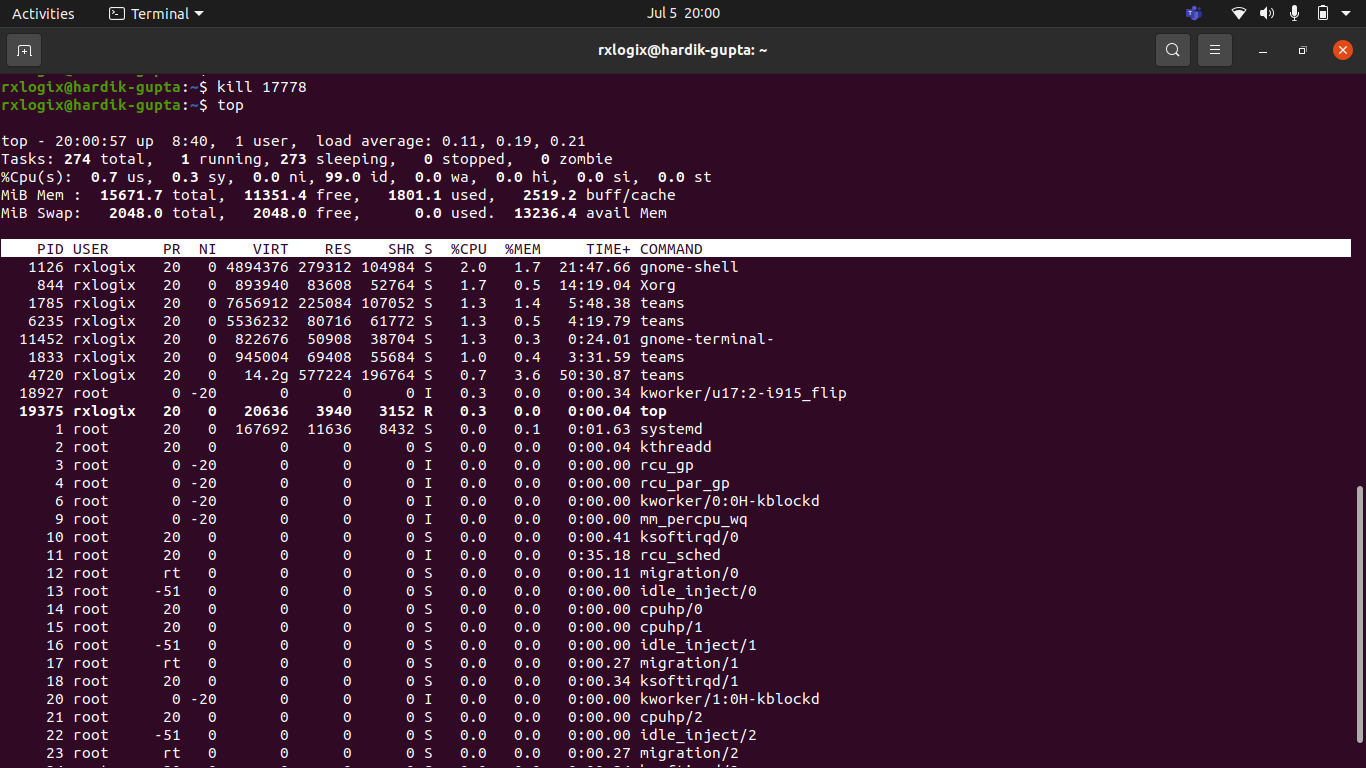 Activities Terminal Jul 5 20:00
rxlogix@hardik-gupta: ~
rxlogix@hardik-gupta:~$ kill 17778
rxlogix@hardik-gupta:~$ top
top - 20:00:57 up  8:40,  1 user,  load average: 0.11, 0.19, 0.21
Tasks: 274 total,   1 running, 273 sleeping,   0 stopped,   0 zombie
%Cpu(s):  0.7 us,  0.3 sy,  0.0 ni, 99.0 id,  0.0 wa,  0.0 hi,  0.0 si,  0.0 st
MiB Mem :  15671.7 total,  11351.4 free,   1801.1 used,   2519.2 buff/cache
MiB Swap:   2048.0 total,   2048.0 free,      0.0 used.  13236.4 avail Mem
PID USER      PR  NI    VIRT    RES    SHR S  %CPU  %MEM     TIME+ COMMAND
1126 rxlogix   20   0 4894376 279312 104984 S   2.0   1.7  21:47.66 gnome-shell
844 rxlogix   20   0  893940  83608  52764 S   1.7   0.5  14:19.04 Xorg
1785 rxlogix   20   0 7656912 225084 107052 S   1.3   1.4   5:48.38 teams
6235 rxlogix   20   0 5536232  80716  61772 S   1.3   0.5   4:19.79 teams
11452 rxlogix   20   0  822676  50908  38704 S   1.3   0.3   0:24.01 gnome-terminal-
1833 rxlogix   20   0  945004  69408  55684 S   1.0   0.4   3:31.59 teams
4720 rxlogix   20   0   14.2g 577224 196764 S   0.7   3.6  50:30.87 teams
18927 root       0 -20       0      0      0 I   0.3   0.0   0:00.34 kworker/u17:2-i915_flip
19375 rxlogix   20   0   20636   3940   3152 R   0.3   0.0   0:00.04 top
1 root      20   0  167692  11636   8432 S   0.0   0.1   0:01.63 systemd
2 root      20   0       0      0      0 S   0.0   0.0   0:00.04 kthreadd
3 root       0 -20       0      0      0 I   0.0   0.0   0:00.00 rcu_gp
4 root       0 -20       0      0      0 I   0.0   0.0   0:00.00 rcu_par_gp
6 root       0 -20       0      0      0 I   0.0   0.0   0:00.00 kworker/0:0H-kblockd
9 root       0 -20       0      0      0 I   0.0   0.0   0:00.00 mm_percpu_wq
10 root      20   0       0      0      0 S   0.0   0.0   0:00.41 ksoftirqd/0
11 root      20   0       0      0      0 I   0.0   0.0   0:35.18 rcu_sched
12 root      rt   0       0      0      0 S   0.0   0.0   0:00.11 migration/0
13 root     -51   0       0      0      0 S   0.0   0.0   0:00.00 idle_inject/0
14 root      20   0       0      0      0 S   0.0   0.0   0:00.00 cpuhp/0
15 root      20   0       0      0      0 S   0.0   0.0   0:00.00 cpuhp/1
16 root     -51   0       0      0      0 S   0.0   0.0   0:00.00 idle_inject/1
17 root      rt   0       0      0      0 S   0.0   0.0   0:00.27 migration/1
18 root      20   0       0      0      0 S   0.0   0.0   0:00.34 ksoftirqd/1
20 root       0 -20       0      0      0 I   0.0   0.0   0:00.00 kworker/1:0H-kblockd
21 root      20   0       0      0      0 S   0.0   0.0   0:00.00 cpuhp/2
22 root     -51   0       0      0      0 S   0.0   0.0   0:00.00 idle_inject/2
23 root      rt   0       0      0      0 S   0.0   0.0   0:00.27 migration/2